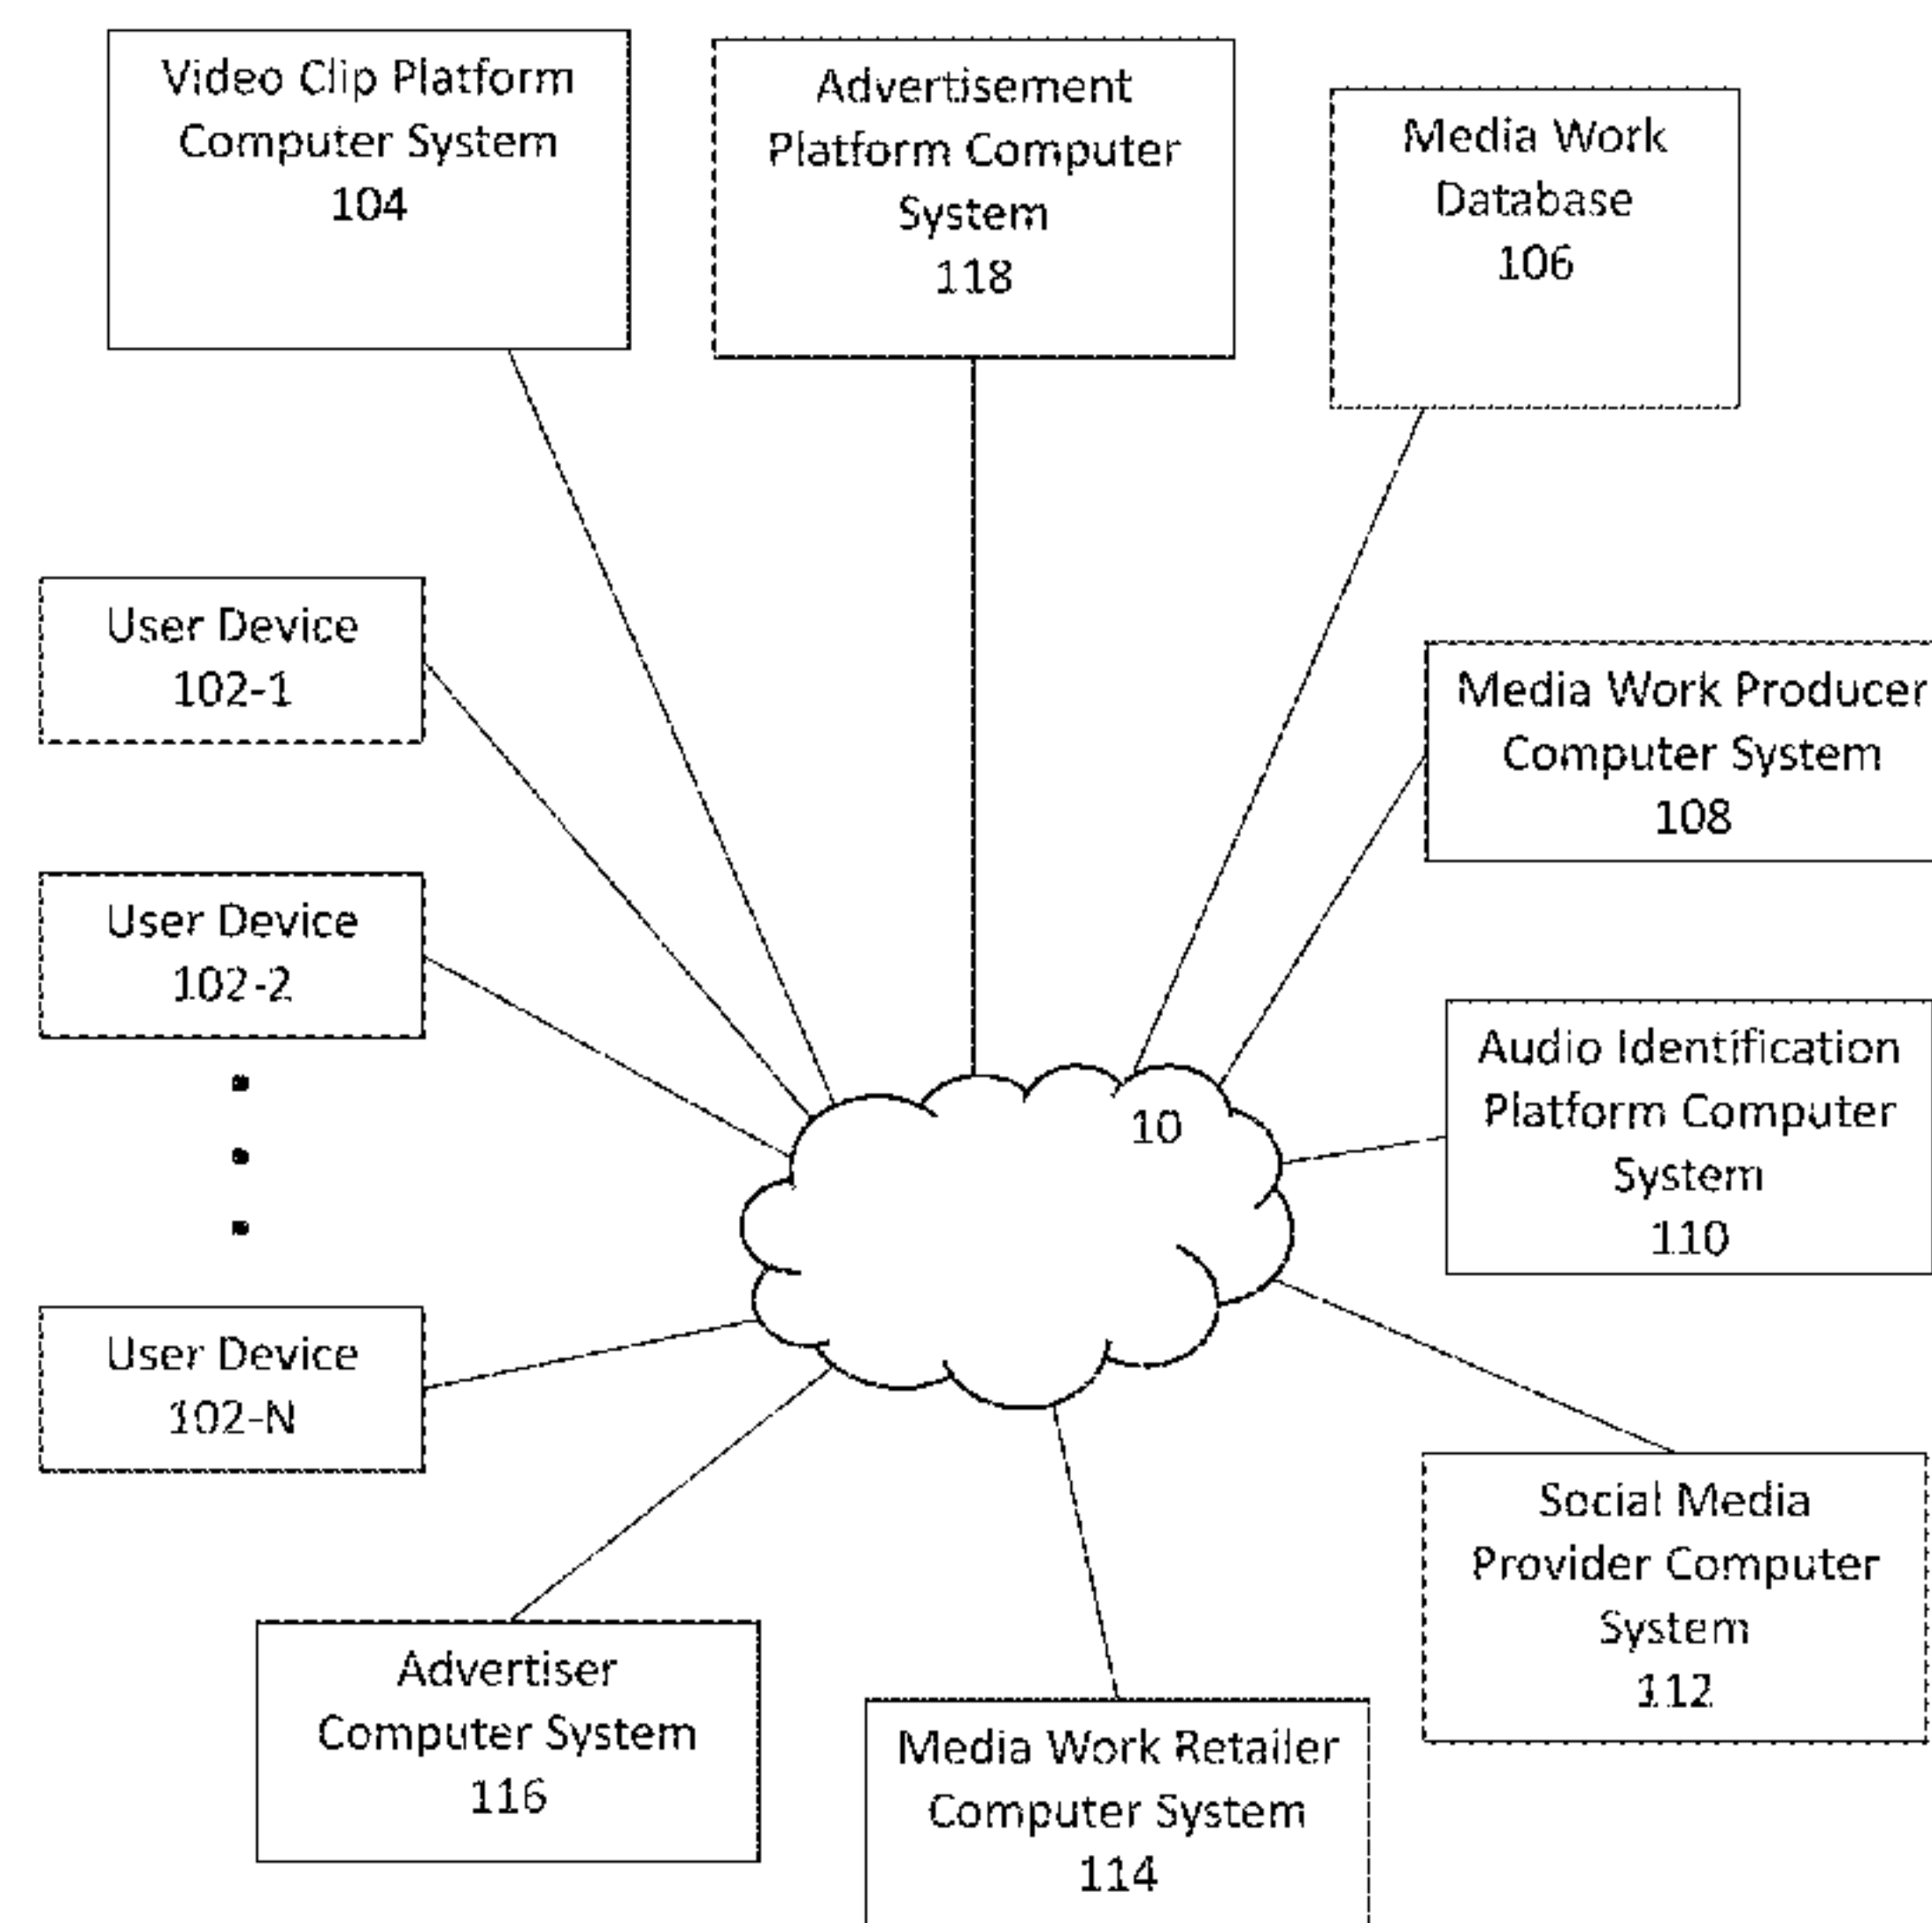 Video Clip Platform
Computer System
104
Advertisement
Platform Computer
System
118
Media Work
Database
106
User Device
102-1
Media Work Producer
Computer System
108
User Device
102-2
Audio Identification
Platform Computer
System
110
10
User Device
102-N
Social Media
Provider Computer
System
112
Advertiser
Computer System
116
Media Work Retailer
Computer System
114